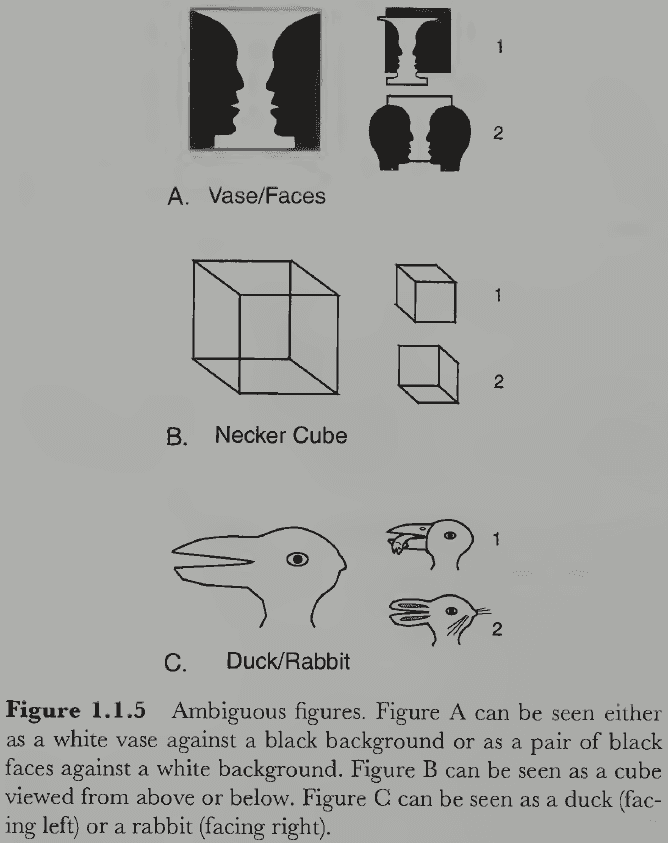 1
2
A. Vase/Faces
1
2
B. Necker Cube
1
2
C. Duck/Rabbit
Figure 1.1.5 Ambiguous figures. Figure A can be seen either
as a white vase against a black background or as a pair of black
faces against a white background. Figure B can be seen as a cube
viewed from above or below. Figure C can be seen as a duck (fac-
ing left) or a rabbit (facing right).